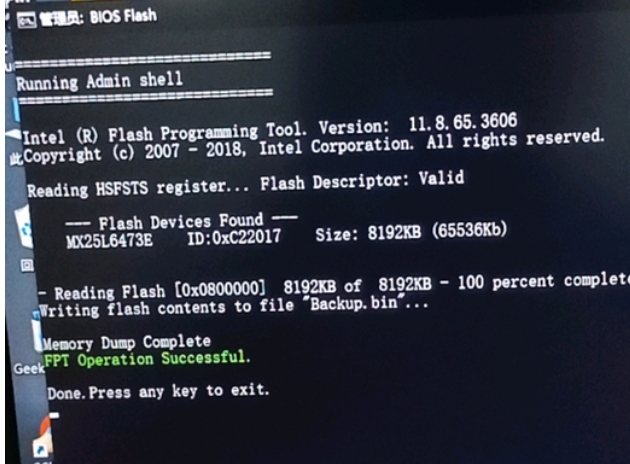 管理员: BIOS Flash
==============================
Running Admin shell
==============================
Intel (R) Flash Programming Tool. Version:  11.8.65.3606
Copyright (c) 2007 - 2018, Intel Corporation. All rights reserved.
Reading HSFSTS register... Flash Descriptor: Valid
--- Flash Devices Found ---
MX25L6473E    ID:0xC22017    Size: 8192KB (65536Kb)
- Reading Flash [0x0800000]  8192KB of  8192KB - 100 percent complete
Writing flash contents to file "Backup.bin"...
Memory Dump Complete
FPT Operation Successful.
Done.Press any key to exit.
此
回
Geek